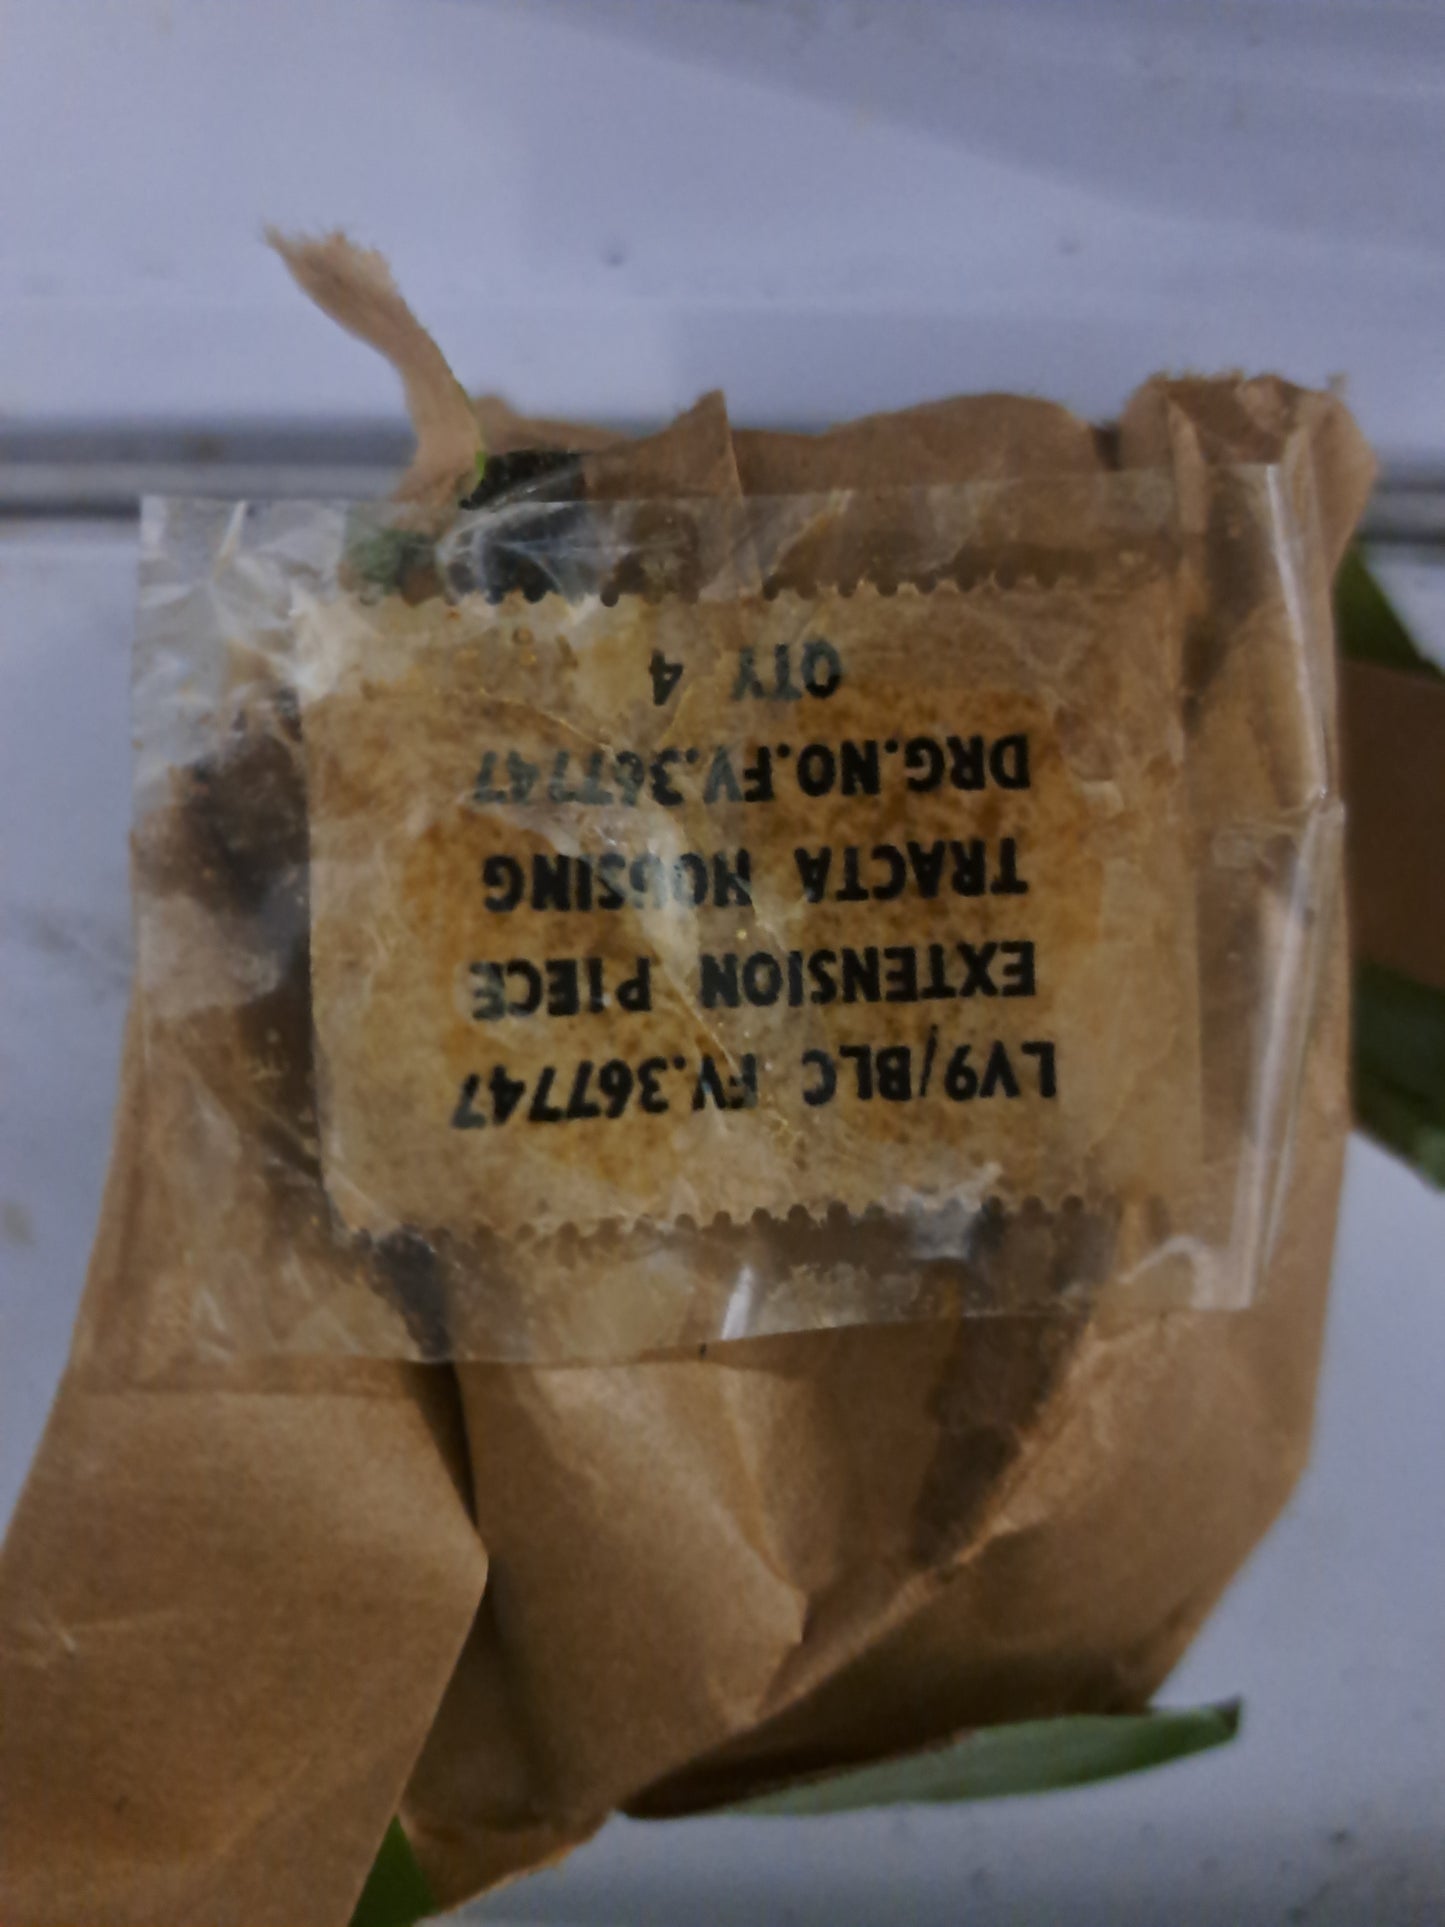 LV9/BLC FV.367747
EXTENSION PIECE
TRACTA HOUSING
DRG.NO.FV.367747
QTY 4